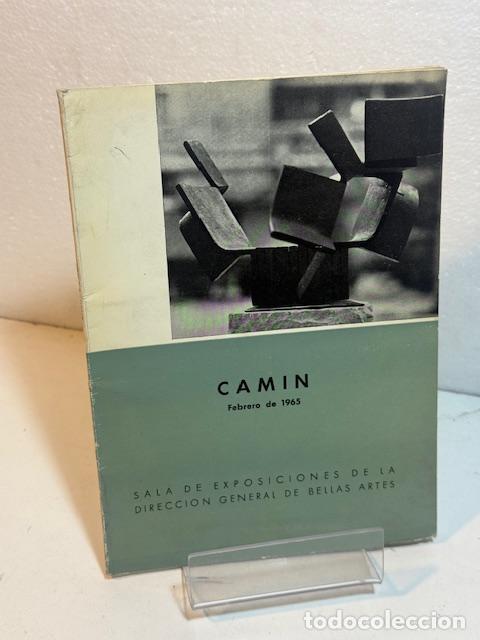 CAMIN
Febrero de 1965
SALA DE EXPOSICIONES DE LA
DIRECCION GENERAL DE BELLAS ARTES
todocoleccion